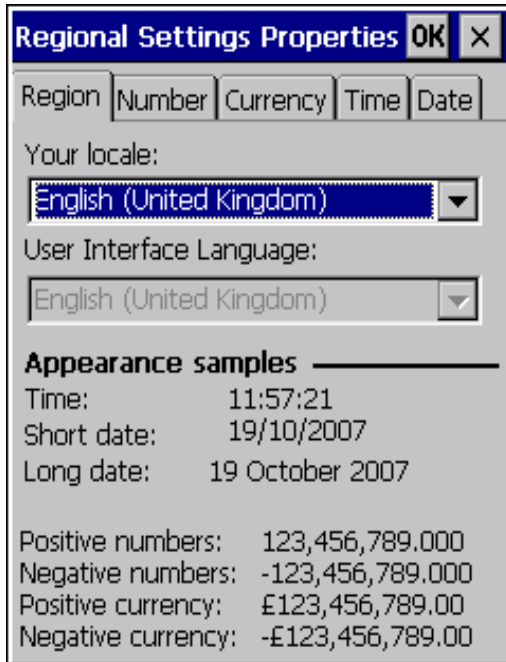 Regional Settings Properties OK ×
Region Number Currency Time Date
Your locale:
English (United Kingdom)
User Interface Language:
English (United Kingdom)
Appearance samples
Time: 11:57:21
Short date: 19/10/2007
Long date: 19 October 2007
Positive numbers: 123,456,789.000
Negative numbers: -123,456,789.000
Positive currency: £123,456,789.00
Negative currency: -£123,456,789.00